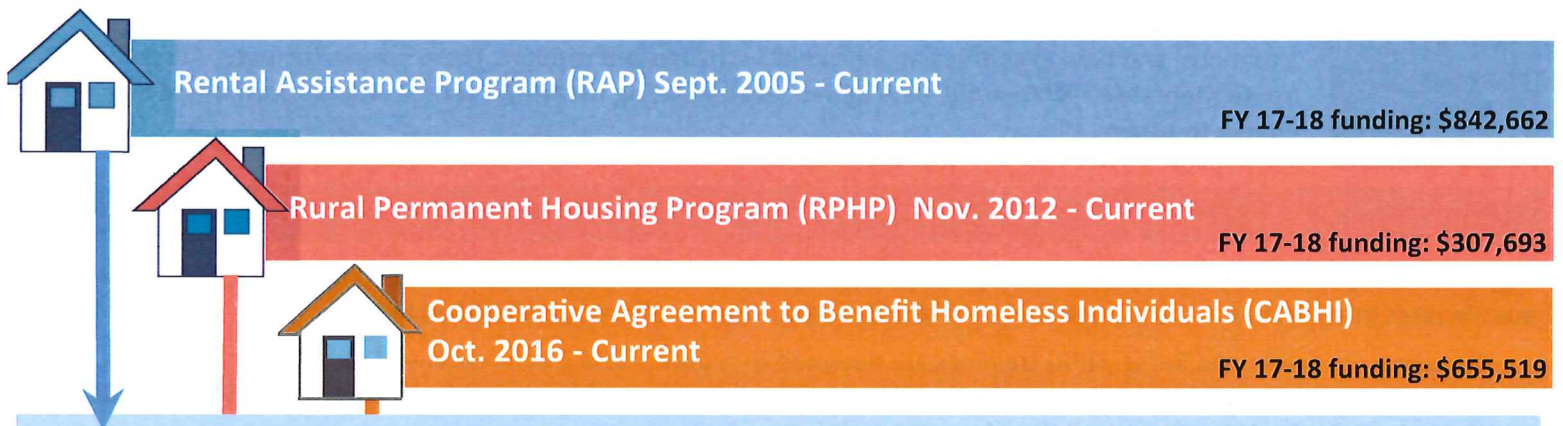 Rental Assistance Program (RAP) Sept. 2005 - Current
FY 17-18 funding: $842,662
Rural Permanent Housing Program (RPHP) Nov. 2012 - Current
FY 17-18 funding: $307,693
Cooperative Agreement to Benefit Homeless Individuals (CABHI)
Oct. 2016 - Current
FY 17-18 funding: $655,519